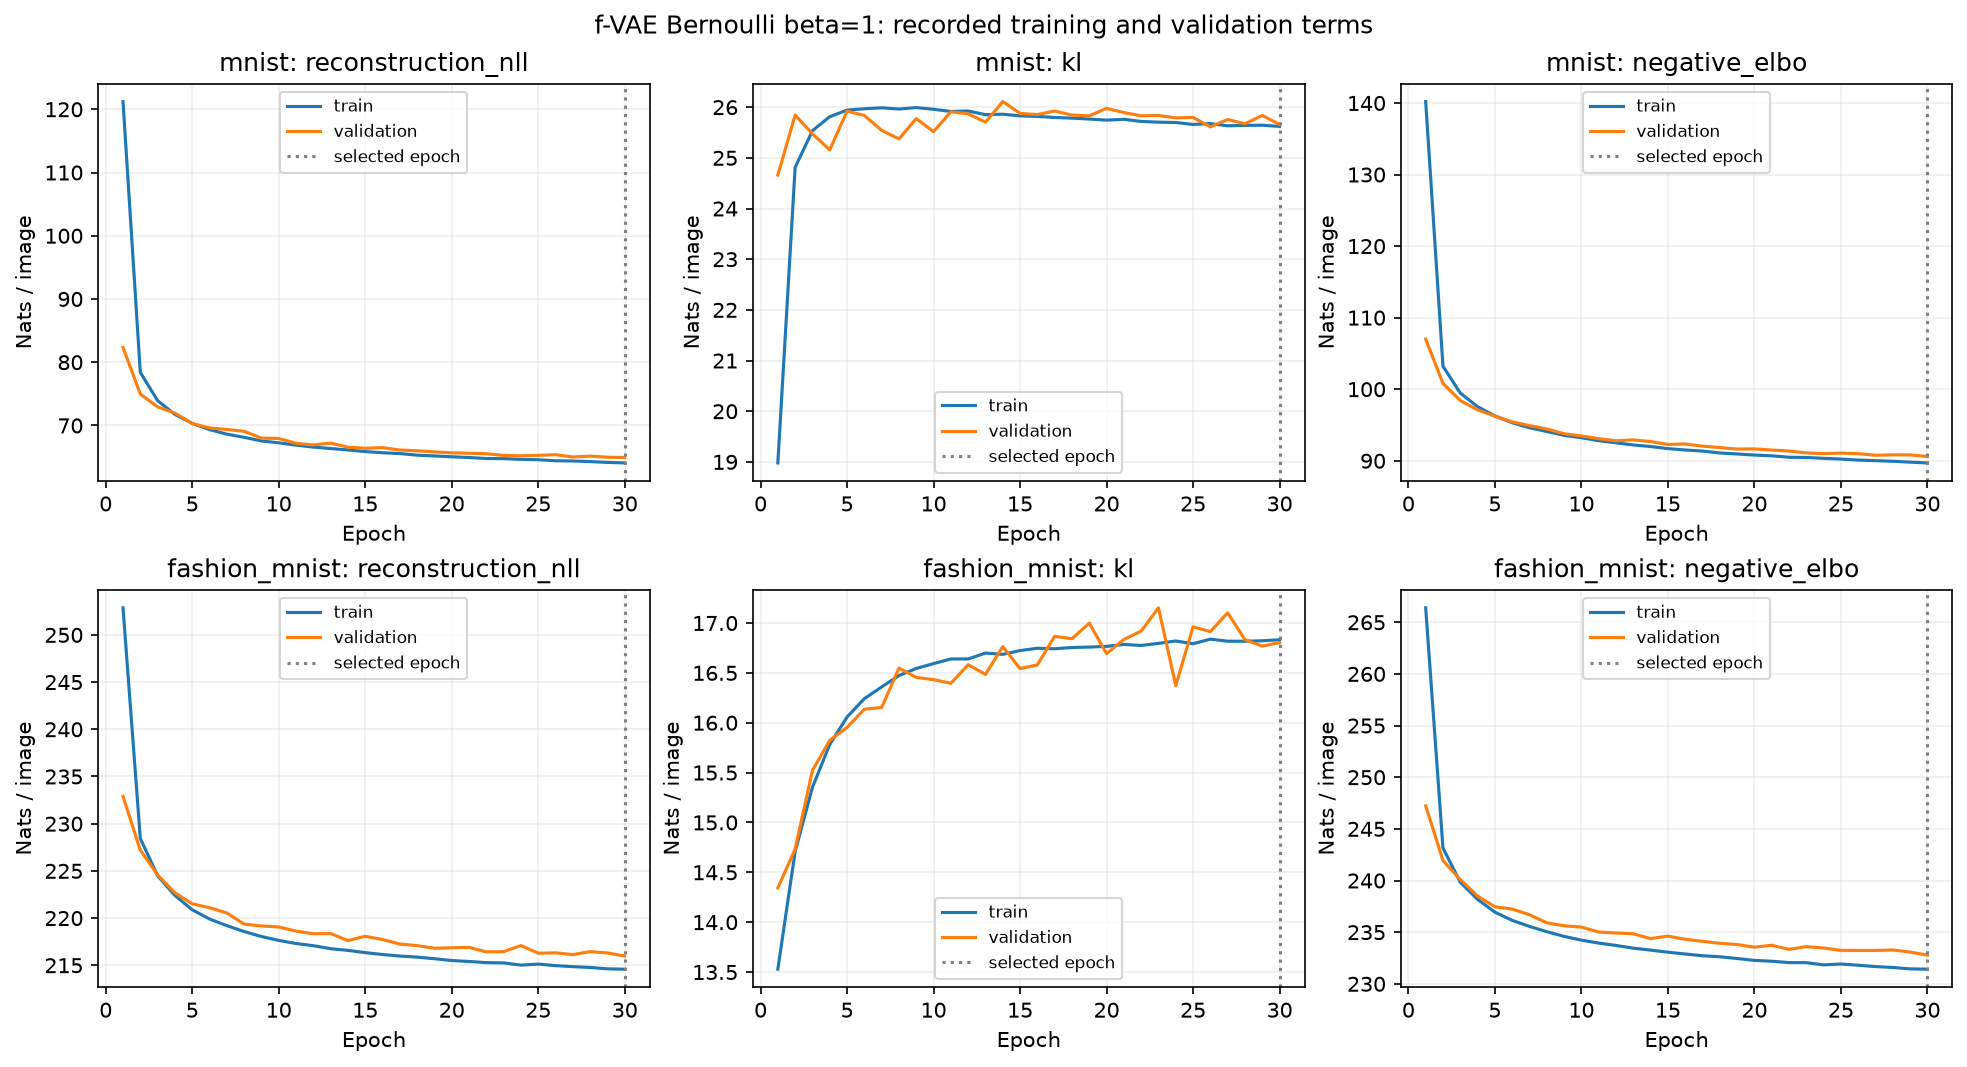 f-VAE Bernoulli beta=1: recorded training and validation terms
mnist: reconstruction_nll
120
110
100
90
80
70
Nats / image
0 5 10 15 20 25 30
Epoch
train
validation
selected epoch
mnist: kl
26
25
24
23
22
21
20
19
Nats / image
0 5 10 15 20 25 30
Epoch
train
validation
selected epoch
mnist: negative_elbo
140
130
120
110
100
90
Nats / image
0 5 10 15 20 25 30
Epoch
train
validation
selected epoch
fashion_mnist: reconstruction_nll
250
245
240
235
230
225
220
215
Nats / image
0 5 10 15 20 25 30
Epoch
train
validation
selected epoch
fashion_mnist: kl
17.0
16.5
16.0
15.5
15.0
14.5
14.0
13.5
Nats / image
0 5 10 15 20 25 30
Epoch
train
validation
selected epoch
fashion_mnist: negative_elbo
265
260
255
250
245
240
235
230
Nats / image
0 5 10 15 20 25 30
Epoch
train
validation
selected epoch